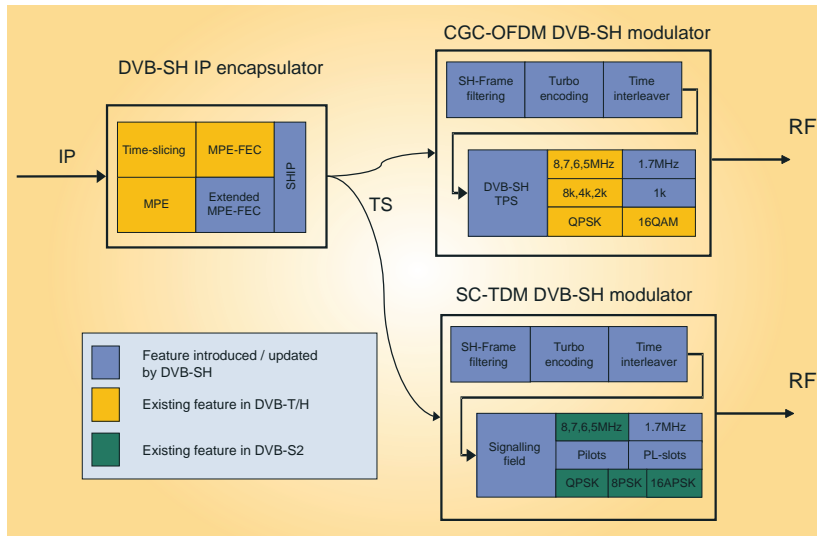 CGC-OFDM DVB-SH modulator
DVB-SH IP encapsulator
SH-Frame
filtering
Turbo
encoding
Time
interleaver
RF
IP
Time-slicing
MPE-FEC
SHIP
MPE
Extended
MPE-FEC
TS
DVB-SH
TPS
8,7,6,5MHz
1.7MHz
8k,4k,2k
1k
QPSK
16QAM
SC-TDM DVB-SH modulator
SH-Frame
filtering
Turbo
encoding
Time
interleaver
RF
Signalling
field
8,7,6,5MHz
1.7MHz
Pilots
PL-slots
QPSK
8PSK
16APSK
Feature introduced / updated
by DVB-SH
Existing feature in DVB-T/H
Existing feature in DVB-S2